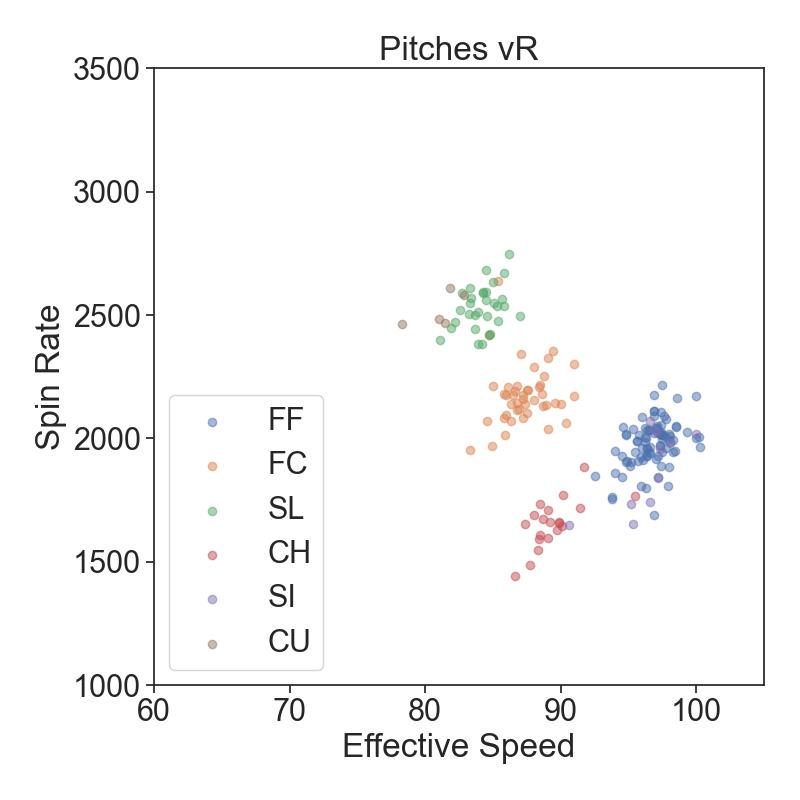 Pitches vR
3500
3000
2500
2000
1500
1000
Spin Rate
FF
FC
SL
CH
SI
CU
60 70 80 90 100
Effective Speed